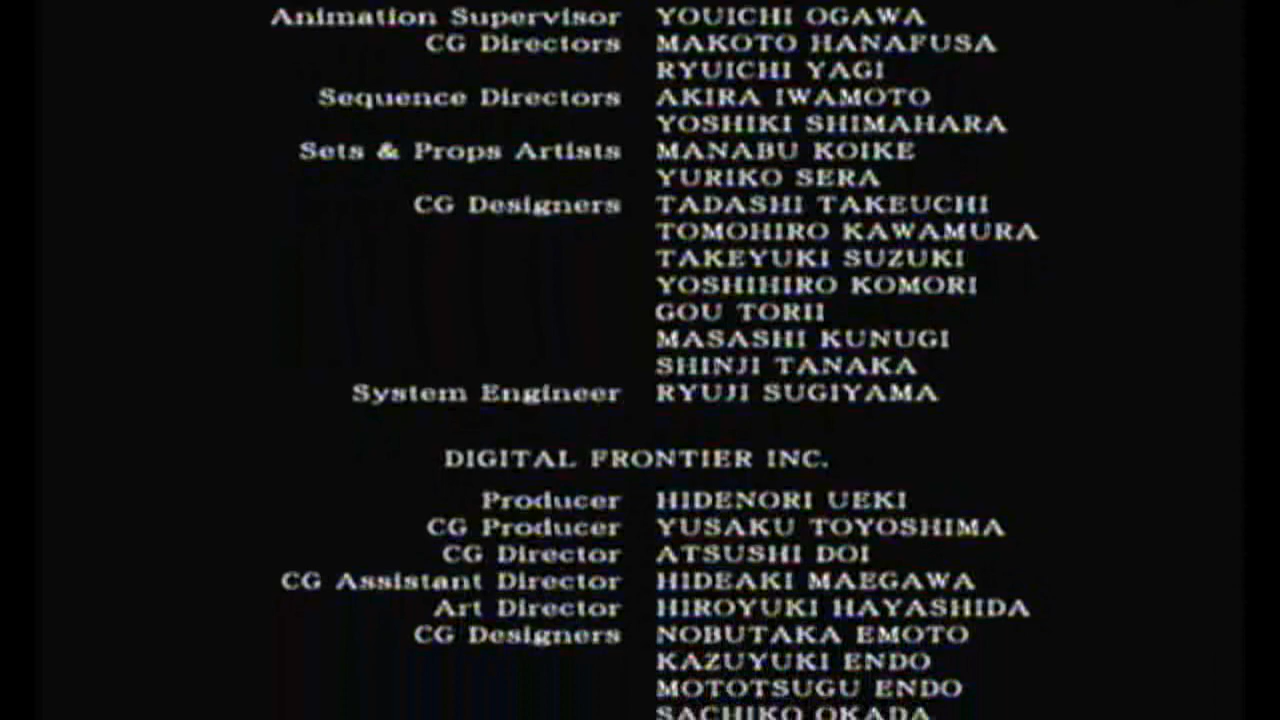 Animation Supervisor YOUICHI OGAWA
CG Directors MAKOTO HANAFUSA
RYUICHI YAGI
Sequence Directors AKIRA IWAMOTO
YOSHIKI SHIMAHARA
Sets & Props Artists MANABU KOIKE
YURIKO SERA
CG Designers TADASHI TAKEUCHI
TOMOHIRO KAWAMURA
TAKEYUKI SUZUKI
YOSHIHIRO KOMORI
GOU TORII
MASASHI KUNUGI
SHINJI TANAKA
System Engineer RYUJI SUGIYAMA
DIGITAL FRONTIER INC.
Producer HIDENORI UEKI
CG Producer YUSAKU TOYOSHIMA
CG Director ATSUSHI DOI
CG Assistant Director HIDEAKI MAEGAWA
Art Director HIROYUKI HAYASHIDA
CG Designers NOBUTAKA EMOTO
KAZUYUKI ENDO
MOTOTSUGU ENDO
SACHIKO OKADA